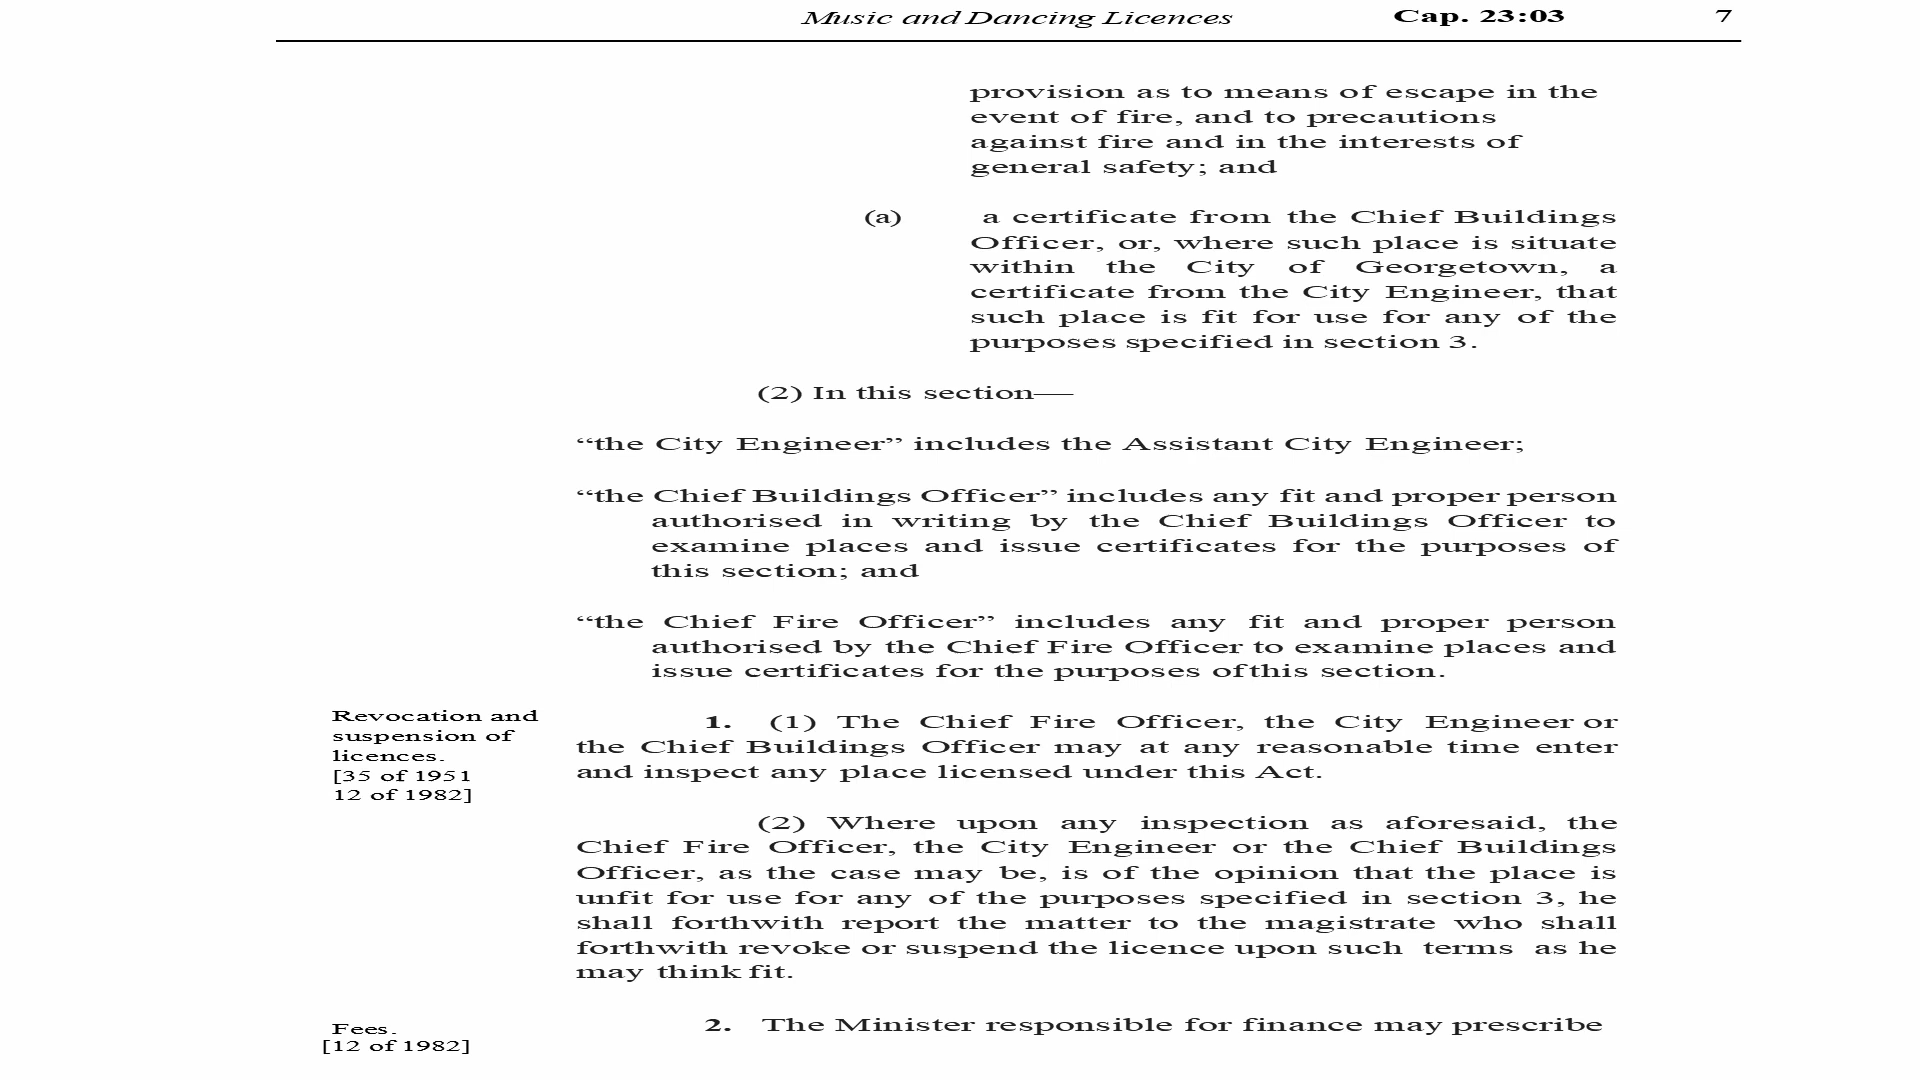 Music and Dancing Licences Cap. 23:03 7
provision as to means of escape in the
event of fire, and to precautions
against fire and in the interests of
general safety; and
(a) a certificate from the Chief Buildings
Officer, or, where such place is situate
within the City of Georgetown, a
certificate from the City Engineer, that
such place is fit for use for any of the
purposes specified in section 3.
(2) In this section—
“the City Engineer” includes the Assistant City Engineer;
“the Chief Buildings Officer” includes any fit and proper person
authorised in writing by the Chief Buildings Officer to
examine places and issue certificates for the purposes of
this section; and
“the Chief Fire Officer” includes any fit and proper person
authorised by the Chief Fire Officer to examine places and
issue certificates for the purposes of this section.
Revocation and
suspension of
licences.
[35 of 1951
12 of 1982]
1. (1) The Chief Fire Officer, the City Engineer or
the Chief Buildings Officer may at any reasonable time enter
and inspect any place licensed under this Act.
(2) Where upon any inspection as aforesaid, the
Chief Fire Officer, the City Engineer or the Chief Buildings
Officer, as the case may be, is of the opinion that the place is
unfit for use for any of the purposes specified in section 3, he
shall forthwith report the matter to the magistrate who shall
forthwith revoke or suspend the licence upon such terms as he
may think fit.
Fees.
[12 of 1982]
2. The Minister responsible for finance may prescribe